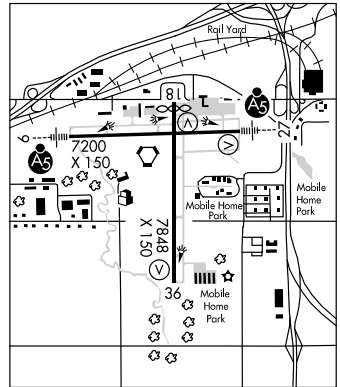 Rail Yard
18
A5
A5
V
9
27
V
7200
X 150
Mobile Home
Park
Mobile
Home
Park
7848
X 150
V
36
Mobile
Home
Park